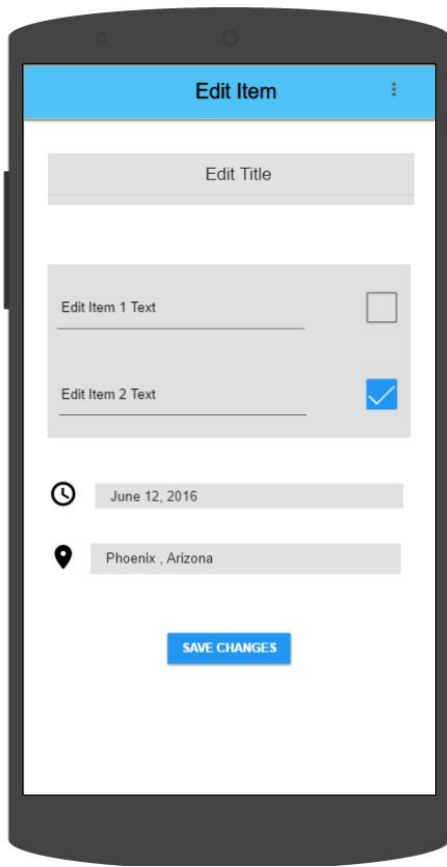 Edit Item
Edit Title
Edit Item 1 Text
Edit Item 2 Text
June 12, 2016
Phoenix , Arizona
SAVE CHANGES